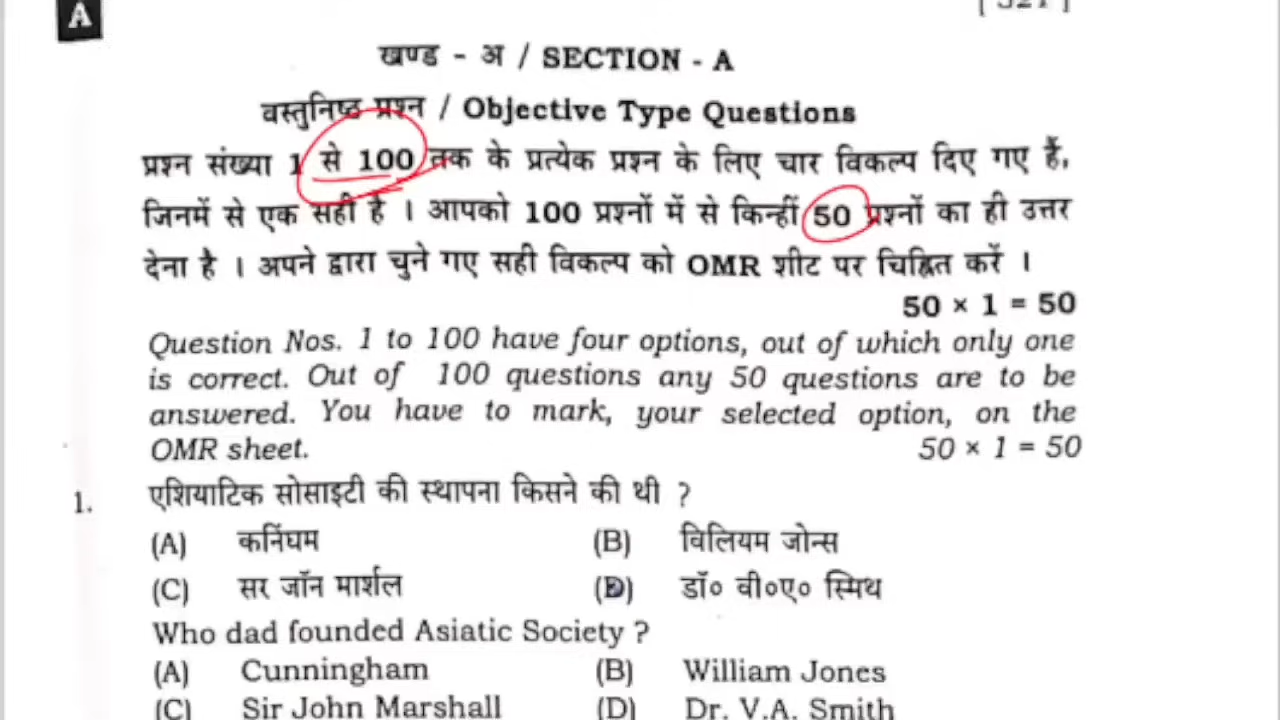 A
खण्ड - अ / SECTION - A
वस्तुनिष्ठ प्रश्न / Objective Type Questions
प्रश्न संख्या 1 से 100 तक के प्रत्येक प्रश्न के लिए चार विकल्प दिए गए हैं,
जिनमें से एक सही है । आपको 100 प्रश्नों में से किन्हीं 50 प्रश्नों का ही उत्तर
देना है । अपने द्वारा चुने गए सही विकल्प को OMR शीट पर चिह्नित करें ।
50 × 1 = 50
Question Nos. 1 to 100 have four options, out of which only one
is correct. Out of 100 questions any 50 questions are to be
answered. You have to mark, your selected option, on the
OMR sheet. 50 × 1 = 50
1. एशियाटिक सोसाइटी की स्थापना किसने की थी ?
(A) कनिंघम (B) विलियम जोन्स
(C) सर जॉन मार्शल (D) डॉ० वी०ए० स्मिथ
Who dad founded Asiatic Society ?
(A) Cunningham (B) William Jones
(C) Sir John Marshall (D) Dr. V.A. Smith